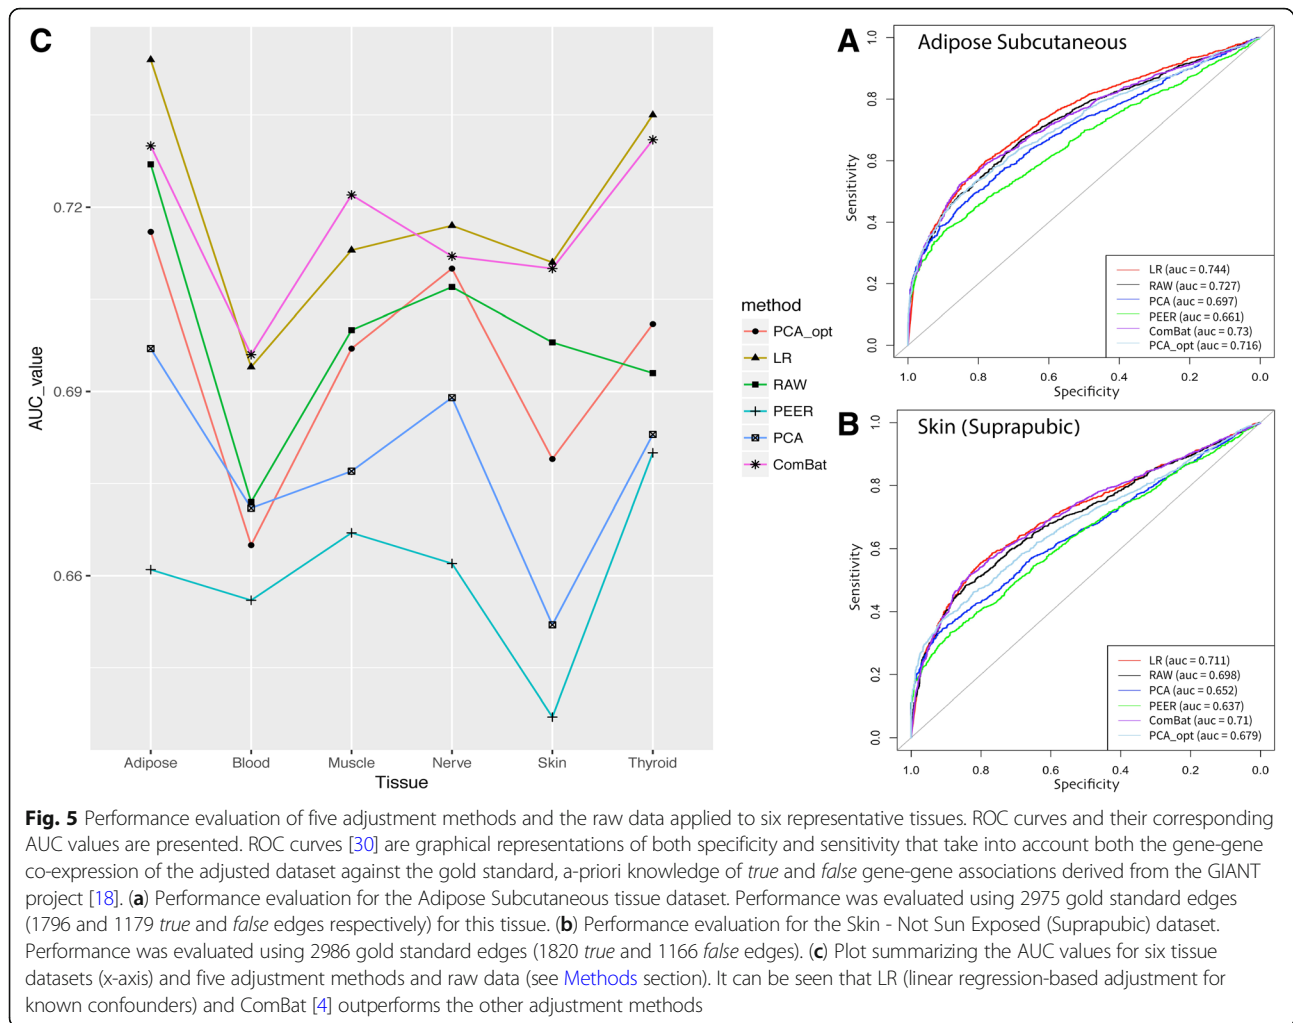 C
0.72
0.69
0.66
AUC_value
Adipose
Blood
Muscle
Nerve
Skin
Thyroid
Tissue
method
PCA_opt
LR
RAW
PEER
PCA
ComBat
A
Adipose Subcutaneous
1.0
0.8
0.6
0.4
0.2
0.0
Sensitivity
LR (auc = 0.744)
RAW (auc = 0.727)
PCA (auc = 0.697)
PEER (auc = 0.661)
ComBat (auc = 0.73)
PCA_opt (auc = 0.716)
1.0
0.8
0.6
0.4
0.2
0.0
Specificity
B
Skin (Suprapubic)
1.0
0.8
0.6
0.4
0.2
0.0
Sensitivity
LR (auc = 0.711)
RAW (auc = 0.698)
PCA (auc = 0.652)
PEER (auc = 0.637)
ComBat (auc = 0.71)
PCA_opt (auc = 0.679)
1.0
0.8
0.6
0.4
0.2
0.0
Specificity
Fig. 5 Performance evaluation of five adjustment methods and the raw data applied to six representative tissues. ROC curves and their corresponding
AUC values are presented. ROC curves [30] are graphical representations of both specificity and sensitivity that take into account both the gene-gene
co-expression of the adjusted dataset against the gold standard, a-priori knowledge of true and false gene-gene associations derived from the GIANT
project [18]. (a) Performance evaluation for the Adipose Subcutaneous tissue dataset. Performance was evaluated using 2975 gold standard edges
(1796 and 1179 true and false edges respectively) for this tissue. (b) Performance evaluation for the Skin - Not Sun Exposed (Suprapubic) dataset.
Performance was evaluated using 2986 gold standard edges (1820 true and 1166 false edges). (c) Plot summarizing the AUC values for six tissue
datasets (x-axis) and five adjustment methods and raw data (see Methods section). It can be seen that LR (linear regression-based adjustment for
known confounders) and ComBat [4] outperforms the other adjustment methods